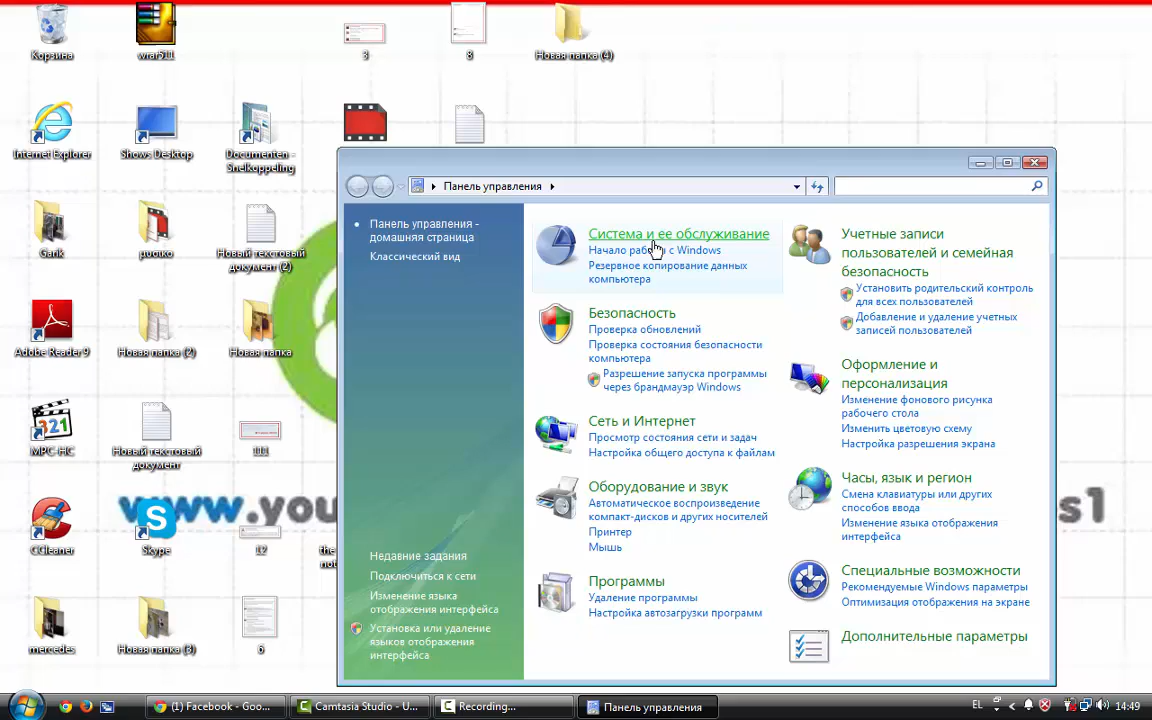 Корзина
wrar511
3
8
Новая папка (4)
Internet Explorer
Shows Desktop
Documenten -
Snelkoppeling
Garik
puouko
Новый текстовый
документ (2)
Adobe Reader 9
Новая папка (2)
Новая папка
MPC-HC
Новый текстовый
документ
111
CCleaner
Skype
12
the
not
mercedes
Новая папка (3)
6
www.you
s1
Панель управления
Панель управления -
домашняя страница
Классический вид
Недавние задания
Подключиться к сети
Изменение языка
отображения интерфейса
Установка или удаление
языков отображения
интерфейса
Система и ее обслуживание
Начало работы с Windows
Резервное копирование данных
компьютера
Безопасность
Проверка обновлений
Проверка состояния безопасности
компьютера
Разрешение запуска программы
через брандмауэр Windows
Сеть и Интернет
Просмотр состояния сети и задач
Настройка общего доступа к файлам
Оборудование и звук
Автоматическое воспроизведение
компакт-дисков и других носителей
Принтер
Мышь
Программы
Удаление программы
Настройка автозагрузки программ
Учетные записи
пользователей и семейная
безопасность
Установить родительский контроль
для всех пользователей
Добавление и удаление учетных
записей пользователей
Оформление и
персонализация
Изменение фонового рисунка
рабочего стола
Изменить цветовую схему
Настройка разрешения экрана
Часы, язык и регион
Смена клавиатуры или других
способов ввода
Изменение языка отображения
интерфейса
Специальные возможности
Рекомендуемые Windows параметры
Оптимизация отображения на экране
Дополнительные параметры
(1) Facebook - Goo...
Camtasia Studio - U...
Recording...
Панель управления
EL
14:49